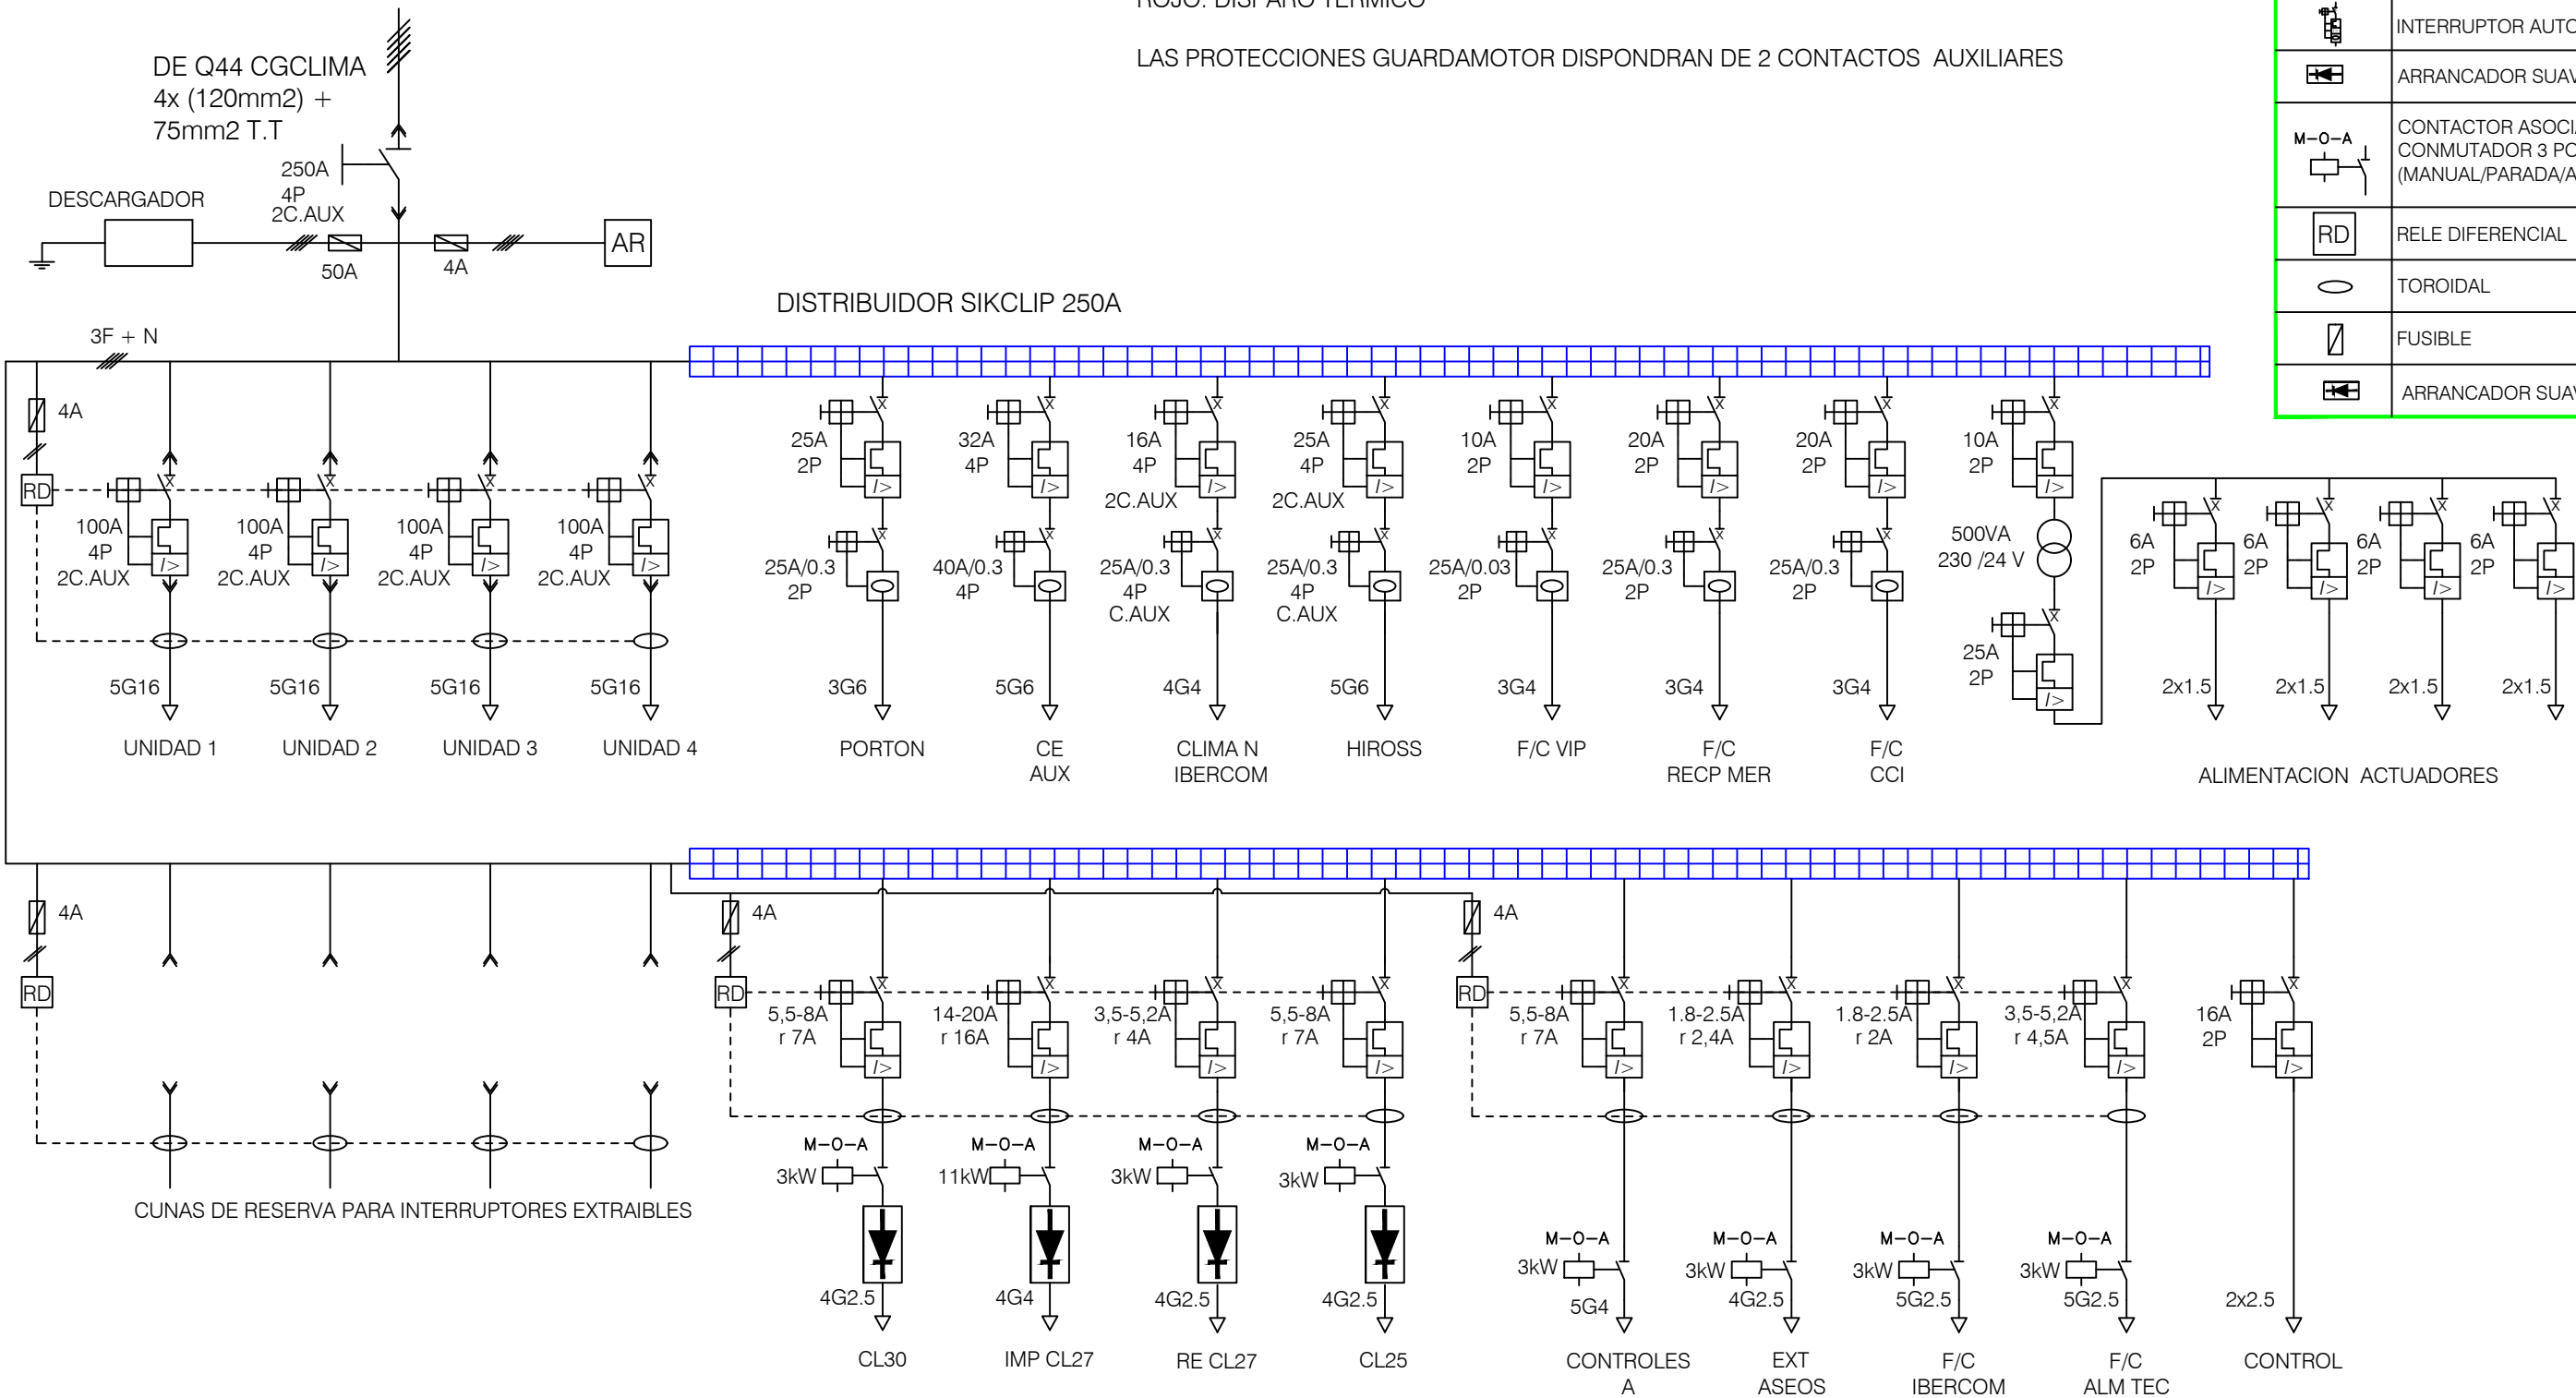 LAS PROTECCIONES GUARDAMOTOR DISPONDRAN DE 2 CONTACTOS AUXILIARES
DE Q44 CGCLIMA
4x (120mm2) +
75mm2 T.T
250A
4P
2C.AUX
DESCARGADOR
50A
4A
AR
INTERRUPTOR
ARRANCADOR
M-O-A
CONTACTOR
CONMUTADOR 3
(MANUAL/PARADA/
RD
RELE DIFERENCIAL
TOROIDAL
FUSIBLE
ARRANCADOR
DISTRIBUIDOR SIKCLIP 250A
3F + N
4A
RD
100A
4P
2C.AUX
5G16
UNIDAD 1
100A
4P
2C.AUX
5G16
UNIDAD 2
100A
4P
2C.AUX
5G16
UNIDAD 3
100A
4P
2C.AUX
5G16
UNIDAD 4
25A
2P
I>
25A/0.3
2P
3G6
PORTON
32A
4P
I>
40A/0.3
4P
5G6
CE
AUX
16A
4P
2C.AUX
I>
25A/0.3
4P
C.AUX
4G4
CLIMA N
IBERCOM
25A
4P
2C.AUX
I>
25A/0.3
4P
C.AUX
5G6
HIROSS
10A
2P
I>
25A/0.03
2P
3G4
F/C VIP
20A
2P
I>
25A/0.3
2P
3G4
F/C
RECP MER
20A
2P
I>
25A/0.3
2P
3G4
F/C
CCI
10A
2P
I>
500VA
230 /24 V
25A
2P
I>
6A
2P
I>
2x1.5
6A
2P
I>
2x1.5
6A
2P
I>
2x1.5
6A
2P
I>
2x1.5
ALIMENTACION ACTUADORES
4A
RD
CUNAS DE RESERVA PARA INTERRUPTORES EXTRAIBLES
4A
RD
5,5-8A
r 7A
I>
M-O-A
3kW
4G2.5
CL30
14-20A
r 16A
I>
M-O-A
11kW
4G4
IMP CL27
3,5-5,2A
r 4A
I>
M-O-A
3kW
4G2.5
RE CL27
5,5-8A
r 7A
I>
M-O-A
3kW
4G2.5
CL25
4A
RD
5,5-8A
r 7A
I>
M-O-A
3kW
5G4
CONTROLES
A
1.8-2.5A
r 2,4A
I>
M-O-A
3kW
4G2.5
EXT
ASEOS
1.8-2.5A
r 2A
I>
M-O-A
3kW
5G2.5
F/C
IBERCOM
3,5-5,2A
r 4,5A
I>
M-O-A
3kW
5G2.5
F/C
ALM TEC
16A
2P
I>
2x2.5
CONTROL